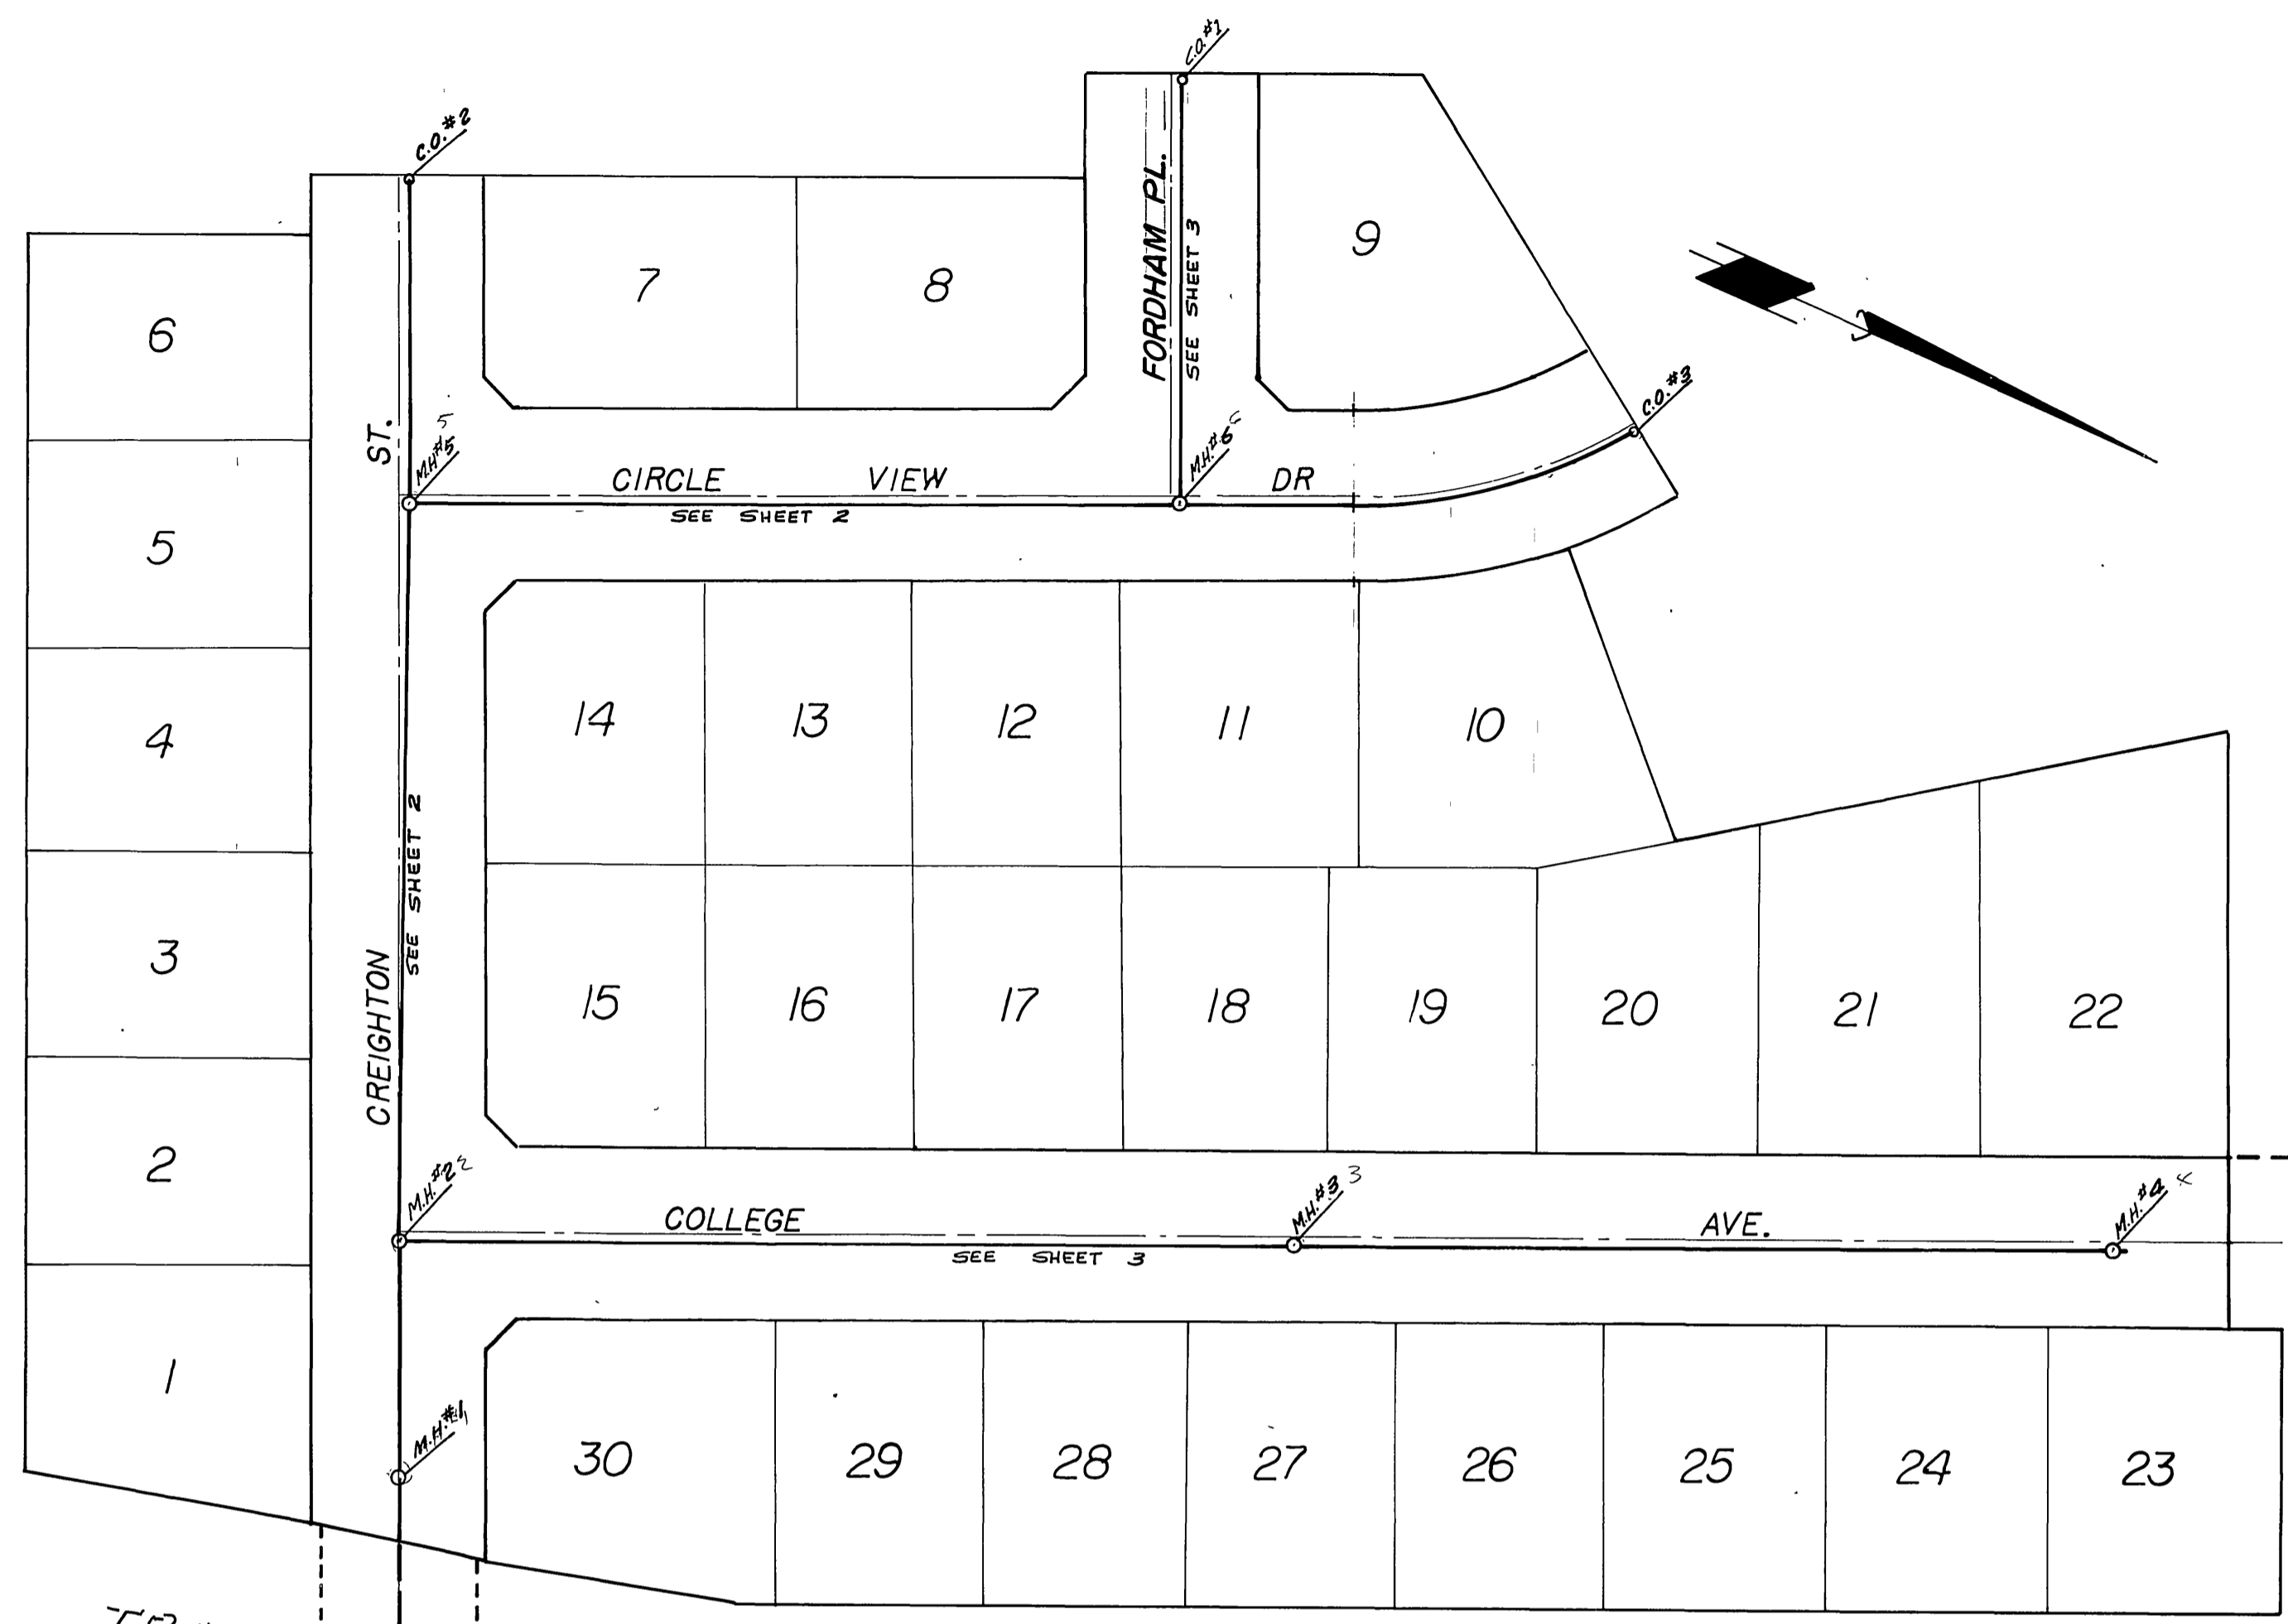 C.O.#1
C.O.#2
FORDHAM PL.
SEE SHEET 3
9
7
8
6
C.O.#3
ST.
M.H.#5 5
M.H.#6 6
CIRCLE VIEW DR
SEE SHEET 2
5
4
14
13
12
11
10
SEE SHEET 2
3
CREIGHTON
15
16
17
18
19
20
21
22
2
M.H.#2 2
M.H.#3 3
M.H.#4 4
COLLEGE AVE.
SEE SHEET 3
1
M.H.#1
30
29
28
27
26
25
24
23